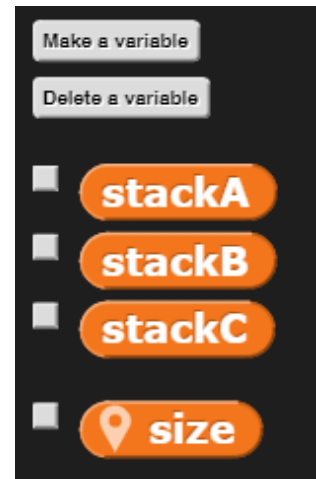 Make a variable
Delete a variable
stackA
stackB
stackC
size